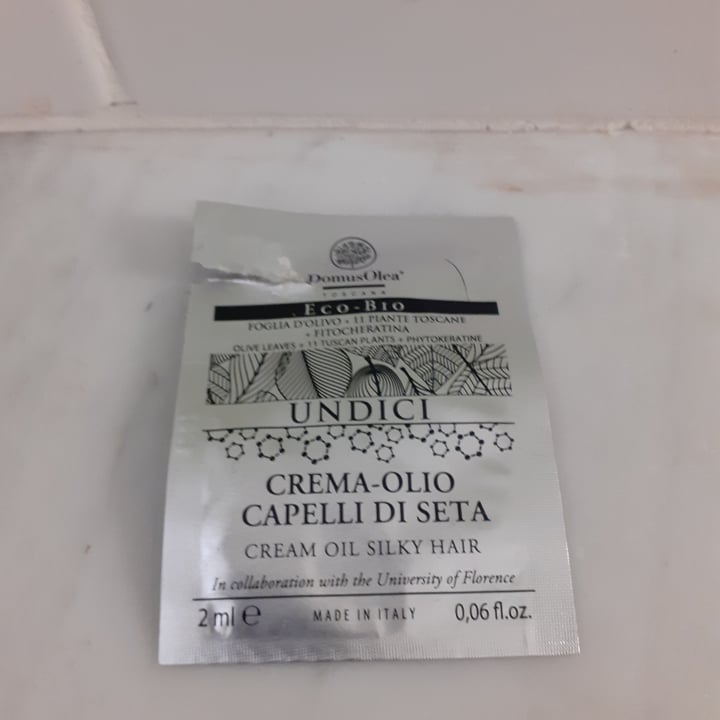 DomusOlea®
TOSCANA
ECO-BIO
FOGLIA D'OLIVO + 11 PIANTE TOSCANE
+ FITOCHERATINA
OLIVE LEAVES + 11 TUSCAN PLANTS + PHYTOKERATINE
UNDICI
CREMA-OLIO
CAPELLI DI SETA
CREAM OIL SILKY HAIR
In collaboration with the University of Florence
2 ml ℮ MADE IN ITALY 0,06 fl.oz.